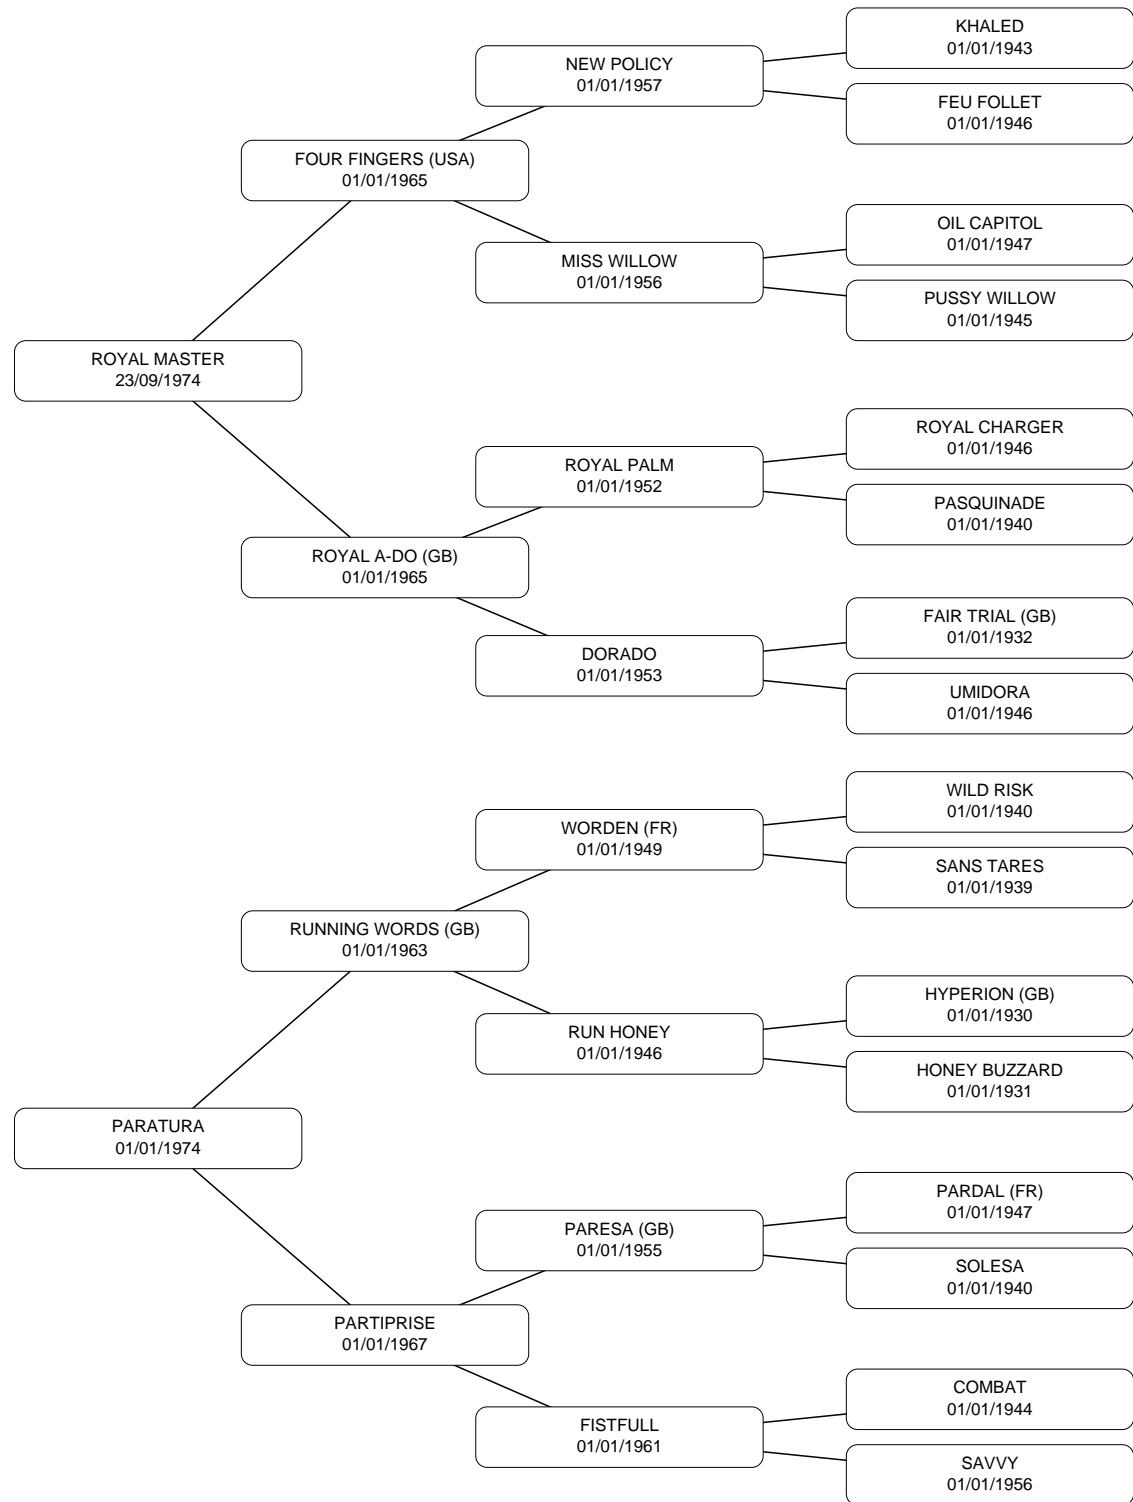 KHALED
01/01/1943
NEW POLICY
01/01/1957
FEU FOLLET
01/01/1946
FOUR FINGERS (USA)
01/01/1965
OIL CAPITOL
01/01/1947
MISS WILLOW
01/01/1956
PUSSY WILLOW
01/01/1945
ROYAL MASTER
23/09/1974
ROYAL CHARGER
01/01/1946
ROYAL PALM
01/01/1952
PASQUINADE
01/01/1940
ROYAL A-DO (GB)
01/01/1965
FAIR TRIAL (GB)
01/01/1932
DORADO
01/01/1953
UMIDORA
01/01/1946
WILD RISK
01/01/1940
WORDEN (FR)
01/01/1949
SANS TARES
01/01/1939
RUNNING WORDS (GB)
01/01/1963
HYPERION (GB)
01/01/1930
RUN HONEY
01/01/1946
HONEY BUZZARD
01/01/1931
PARATURA
01/01/1974
PARDAL (FR)
01/01/1947
PARESA (GB)
01/01/1955
SOLESA
01/01/1940
PARTIPRISE
01/01/1967
COMBAT
01/01/1944
FISTFULL
01/01/1961
SAVVY
01/01/1956